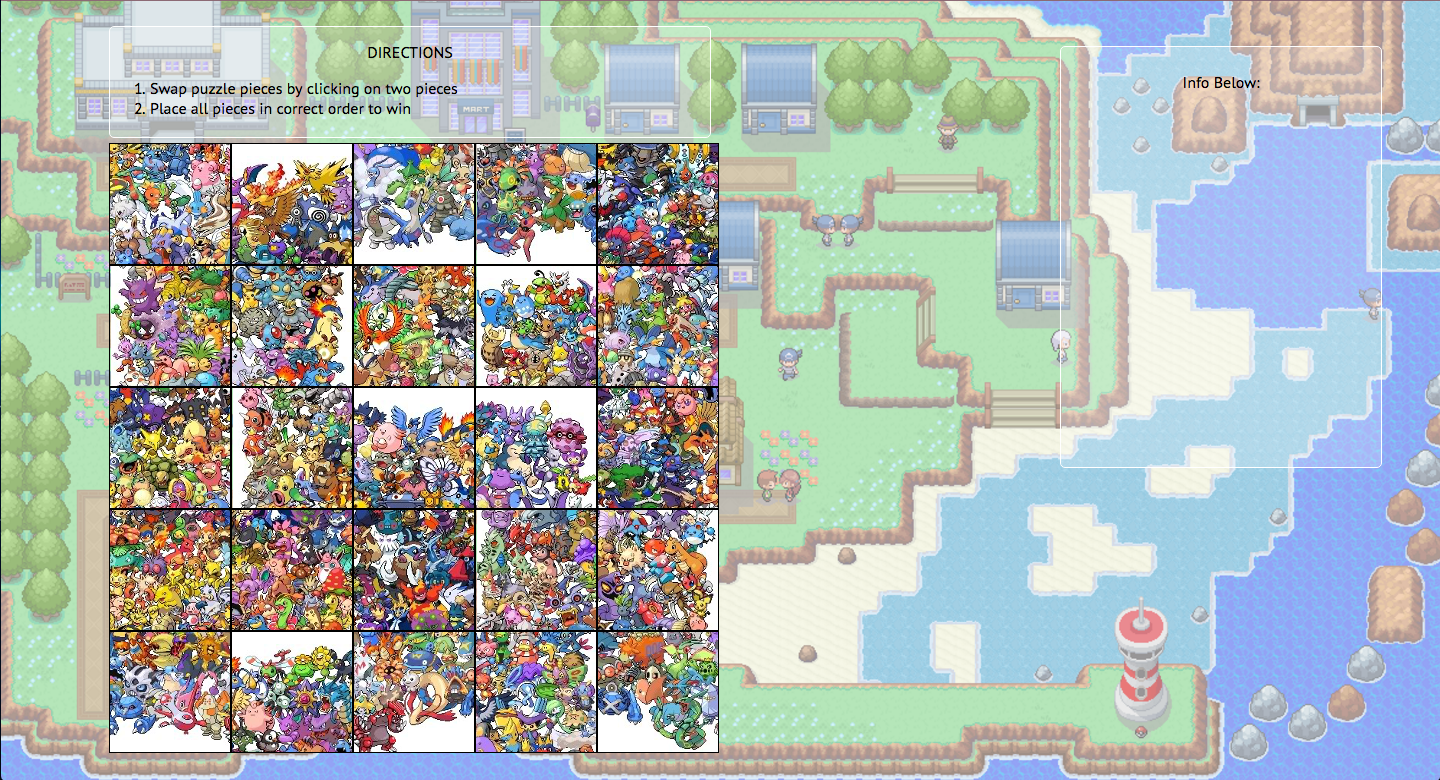 DIRECTIONS
1. Swap puzzle pieces by clicking on two pieces
2. Place all pieces in correct order to win
Info Below:
MART